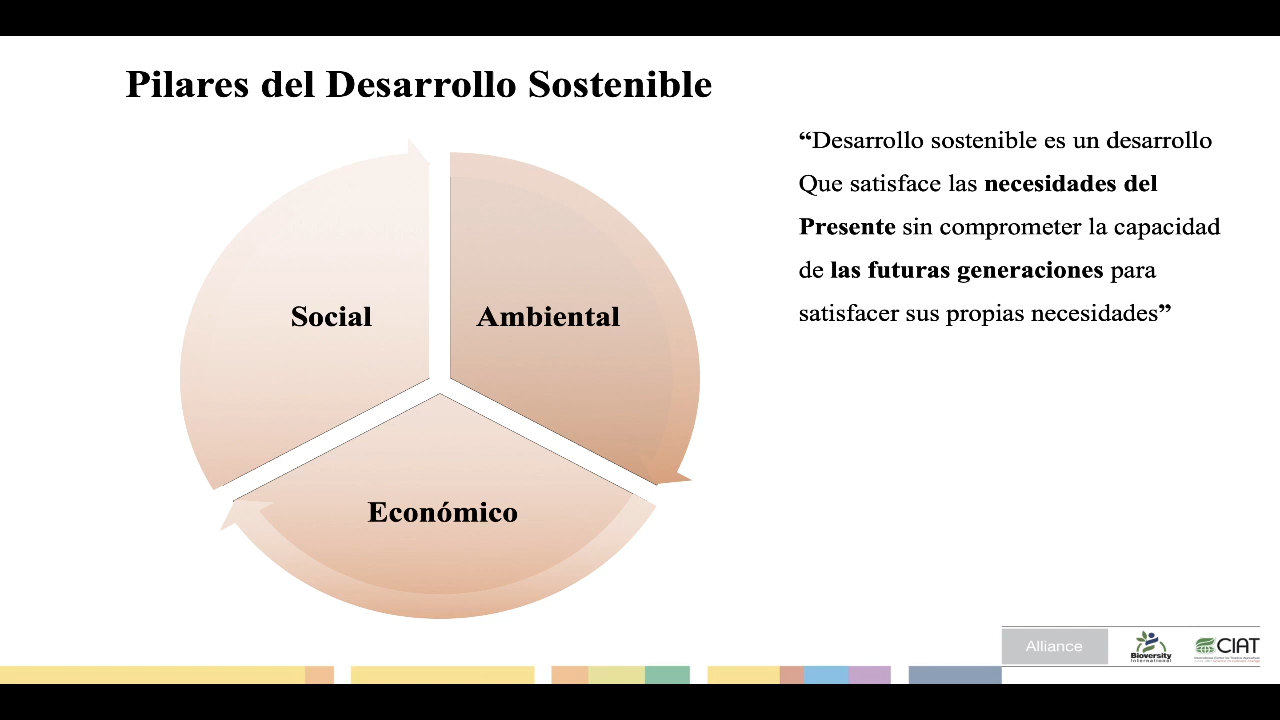 Pilares del Desarrollo Sostenible
“Desarrollo sostenible es un desarrollo
Que satisface las necesidades del
Presente sin comprometer la capacidad
de las futuras generaciones para
satisfacer sus propias necesidades”
Social
Ambiental
Económico
Alliance
Bioversity
International
CIAT